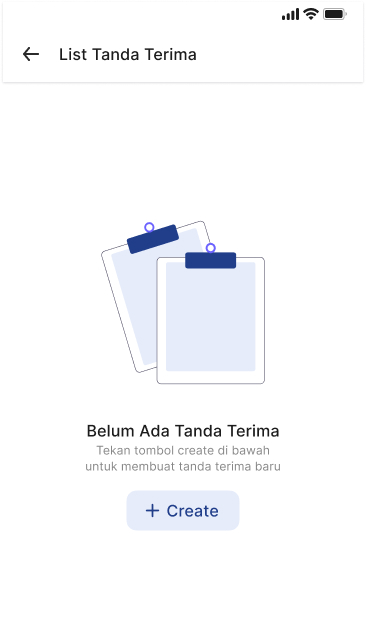 List Tanda Terima
Belum Ada Tanda Terima
Tekan tombol create di bawah
untuk membuat tanda terima baru
+ Create